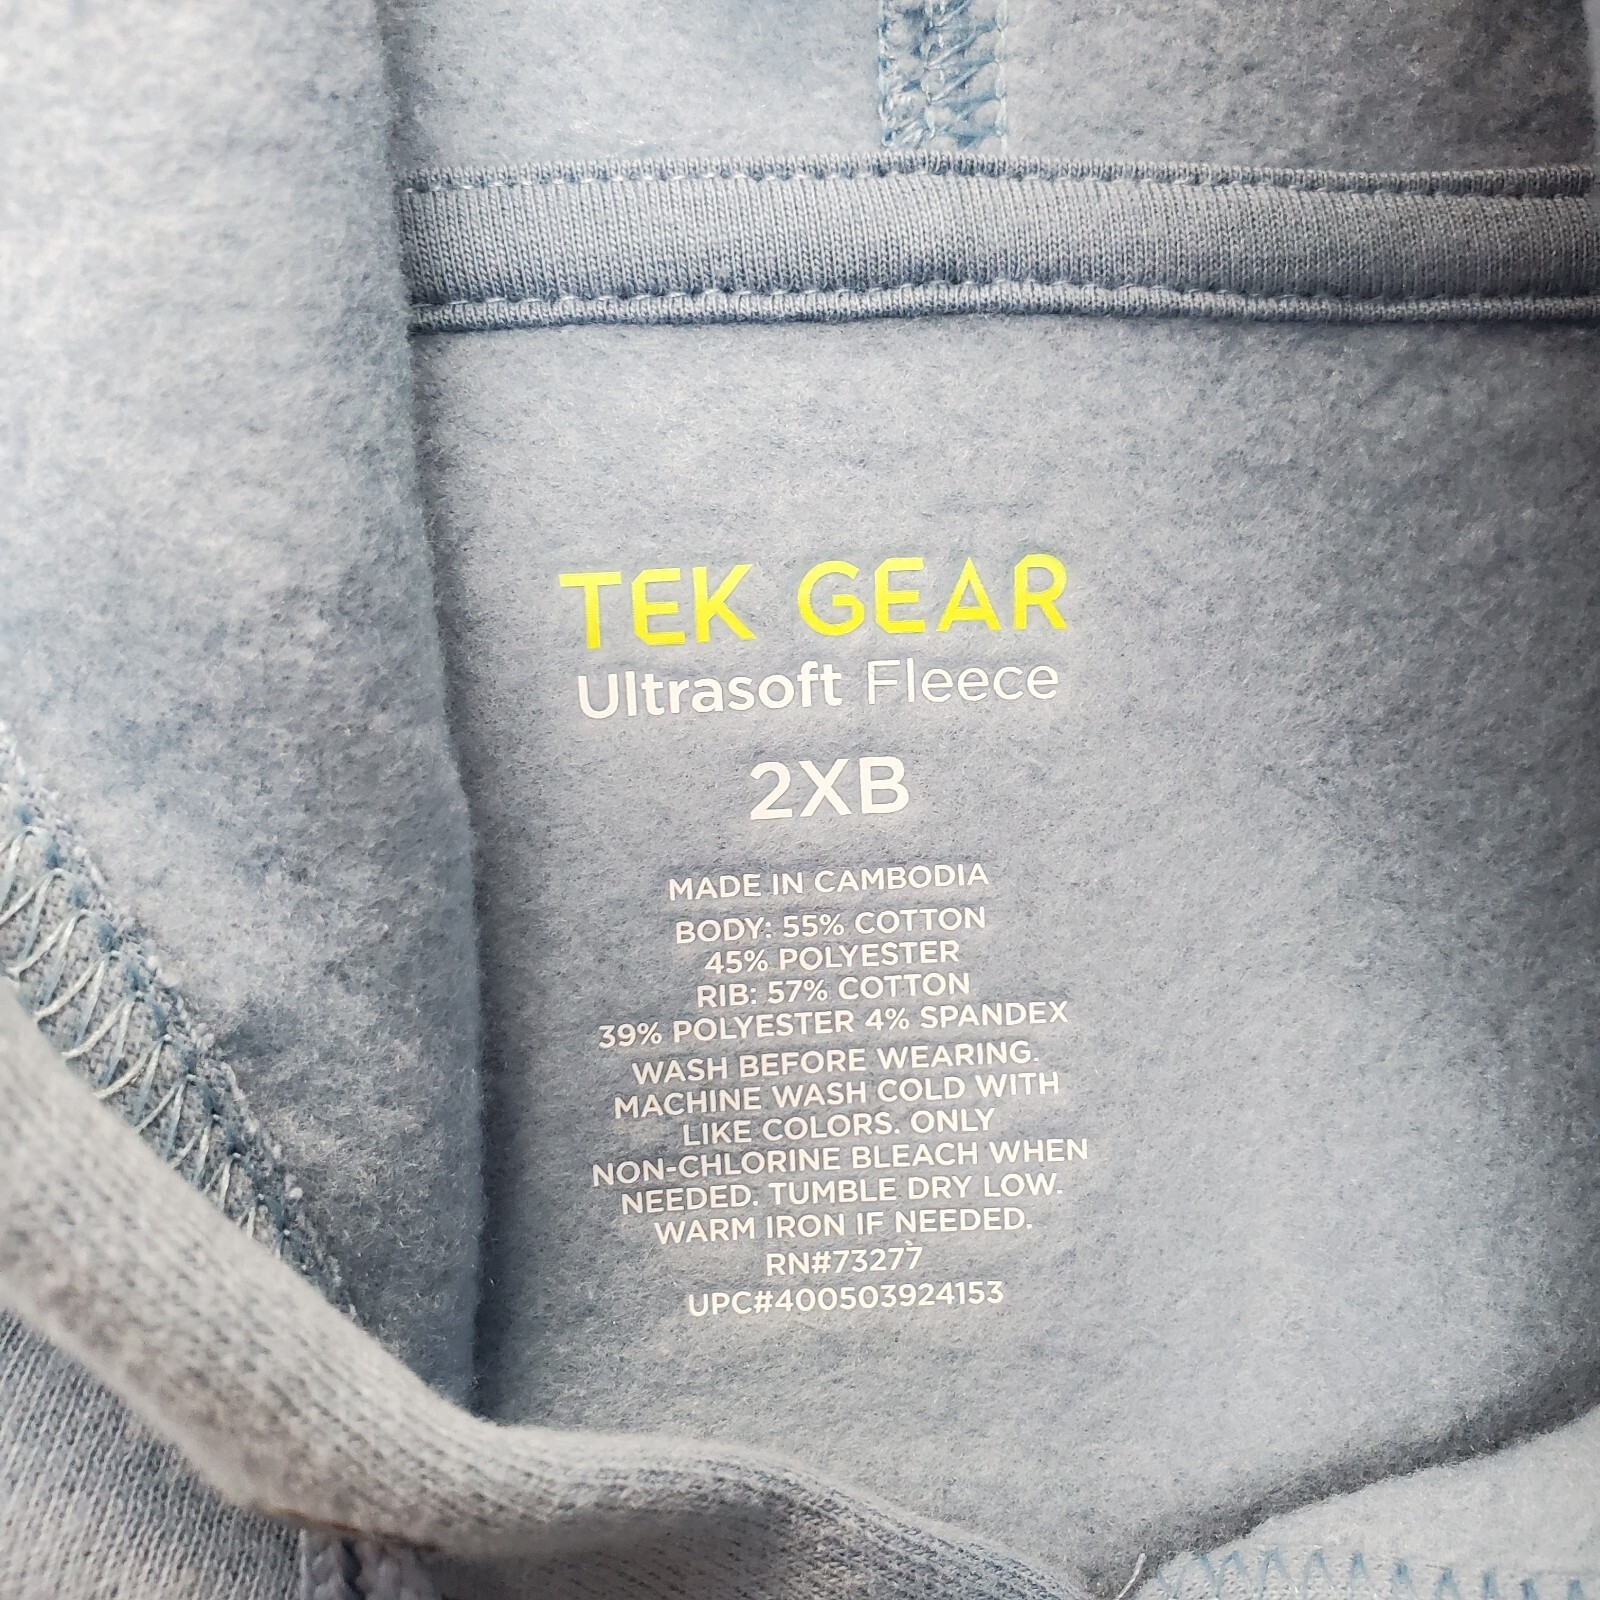 TEK GEAR
Ultrasoft Fleece
2XB
MADE IN CAMBODIA
BODY: 55% COTTON
45% POLYESTER
RIB: 57% COTTON
39% POLYESTER 4% SPANDEX
WASH BEFORE WEARING.
MACHINE WASH COLD WITH
LIKE COLORS. ONLY
NON-CHLORINE BLEACH WHEN
NEEDED. TUMBLE DRY LOW.
WARM IRON IF NEEDED.
RN#73277
UPC#400503924153